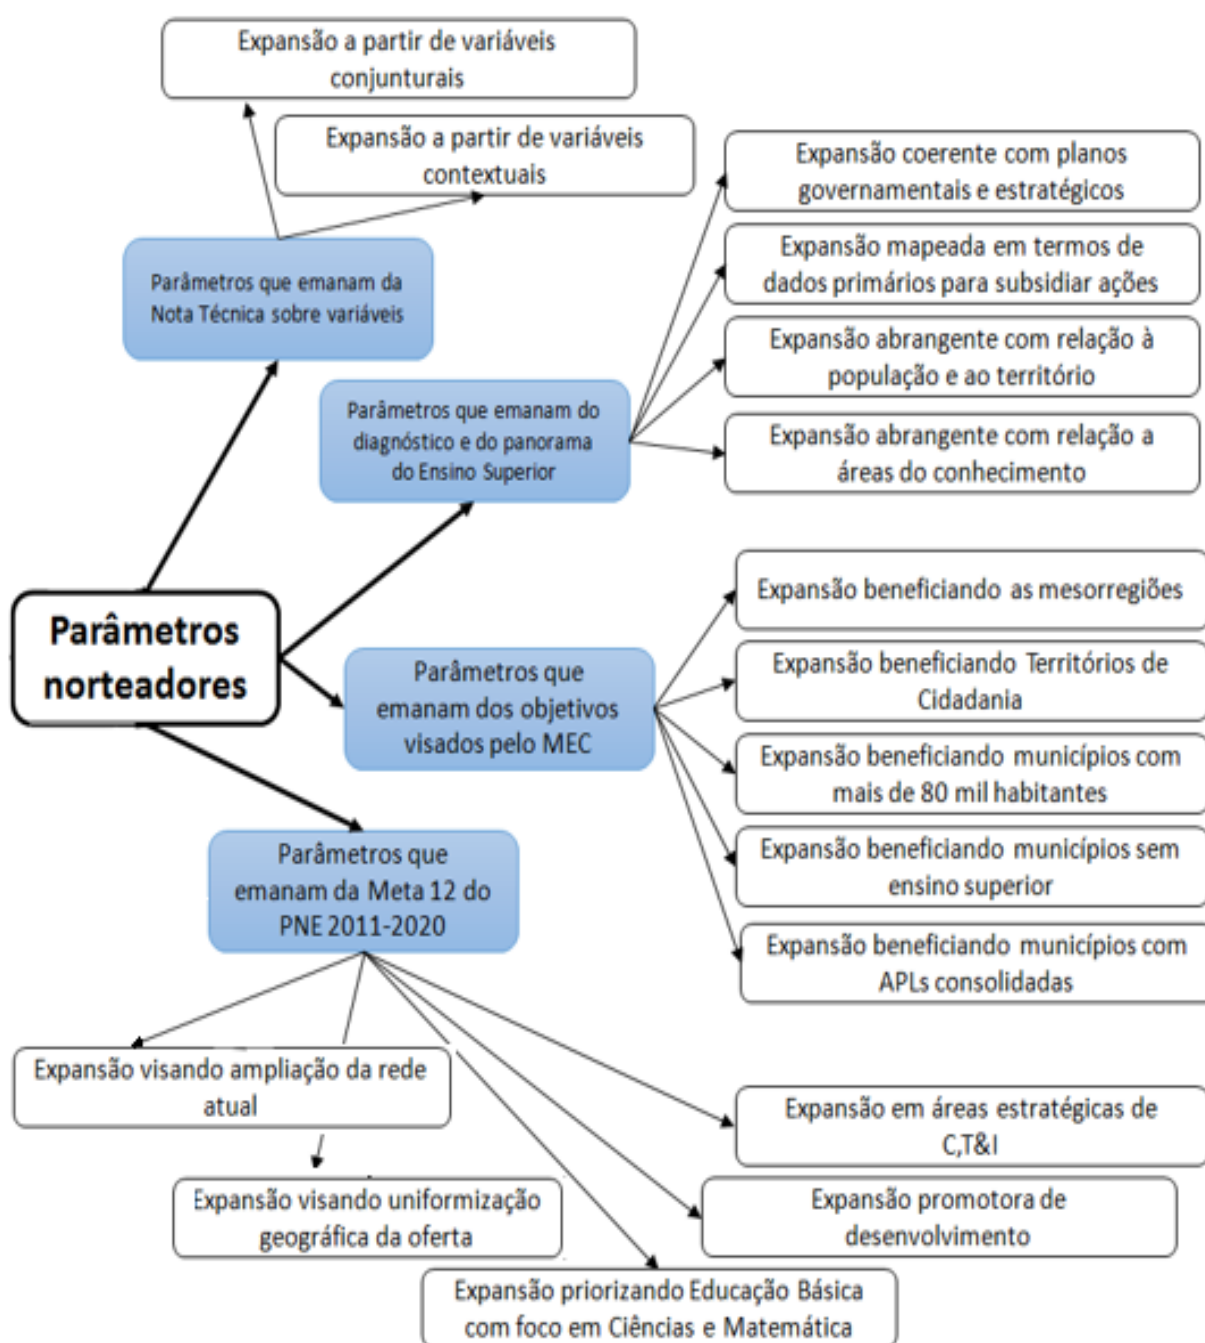 Expansão a partir de variáveis
conjunturais
Expansão a partir de variáveis
contextuais
Expansão coerente com planos
governamentais e estratégicos
Parâmetros que emanam da
Nota Técnica sobre variáveis
Expansão mapeada em termos de
dados primários para subsidiar ações
Expansão abrangente com relação à
população e ao território
Parâmetros que emanam do
diagnóstico e do panorama
do Ensino Superior
Expansão abrangente com relação a
áreas do conhecimento
Parâmetros
norteadores
Expansão beneficiando as mesorregiões
Parâmetros que
emanam dos objetivos
visados pelo MEC
Expansão beneficiando Territórios de
Cidadania
Expansão beneficiando municípios com
mais de 80 mil habitantes
Expansão beneficiando municípios sem
ensino superior
Expansão beneficiando municípios com
APLs consolidadas
Parâmetros que
emanam da Meta 12 do
PNE 2011-2020
Expansão visando ampliação da rede
atual
Expansão em áreas estratégicas de
C,T&I
Expansão visando uniformização
geográfica da oferta
Expansão promotora de
desenvolvimento
Expansão priorizando Educação Básica
com foco em Ciências e Matemática